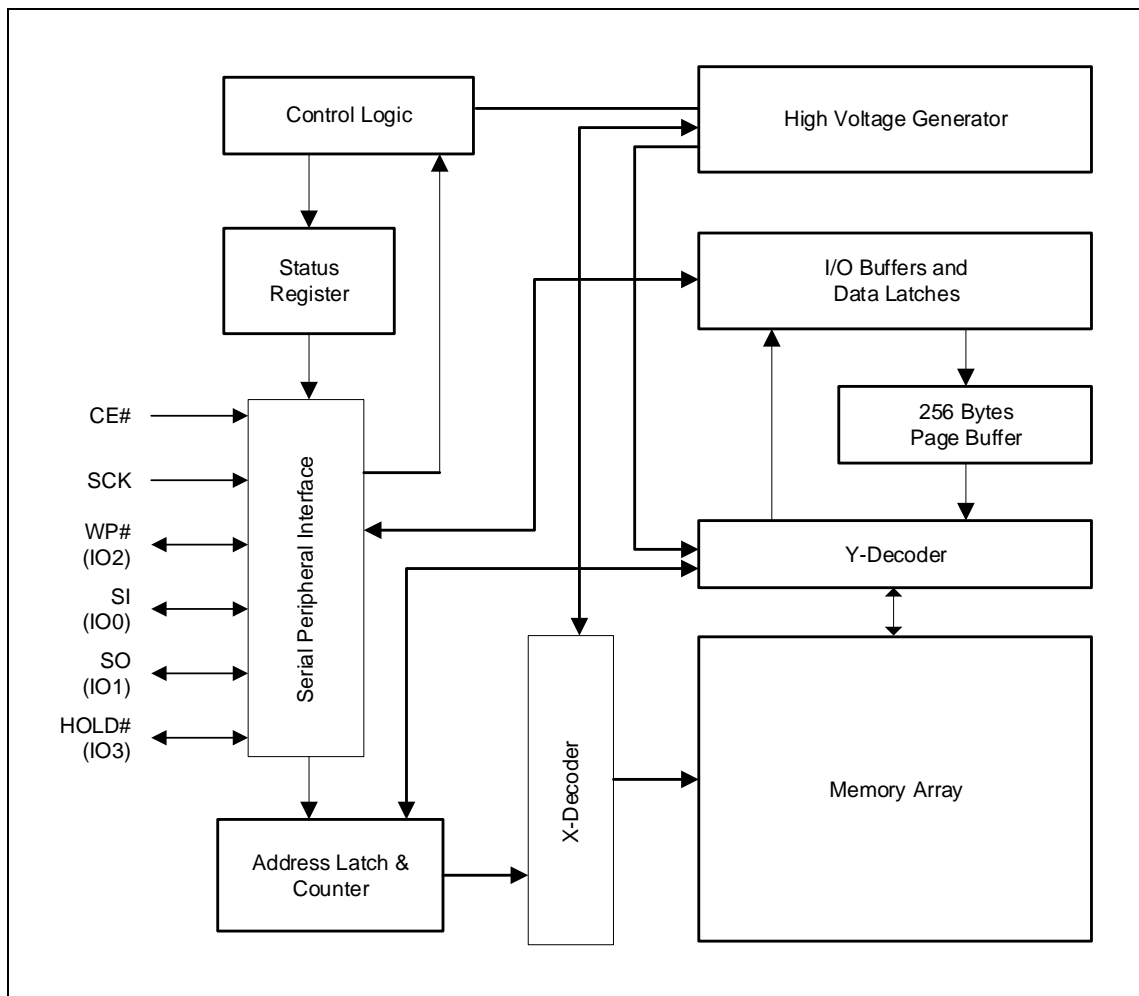 Control Logic
High Voltage Generator
Status
Register
I/O Buffers and
Data Latches
256 Bytes
Page Buffer
CE#
SCK
WP#
(IO2)
SI
(IO0)
SO
(IO1)
HOLD#
(IO3)
Serial Peripheral Interface
Y-Decoder
X-Decoder
Memory Array
Address Latch &
Counter